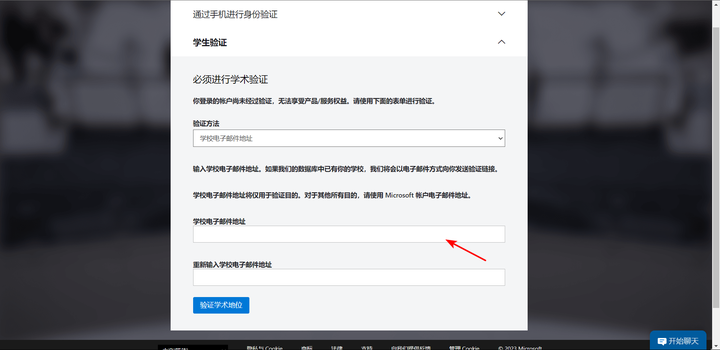 通过手机进行身份验证
学生验证
必须进行学术验证
你登录的帐户尚未经过验证，无法享受产品/服务权益。请使用下面的表单进行验证。
验证方法
学校电子邮件地址
输入学校电子邮件地址。如果我们的数据库中已有你的学校，我们将会以电子邮件方式向你发送验证链接。
学校电子邮件地址将仅用于验证目的。对于其他所有目的，请使用 Microsoft 帐户电子邮件地址。
学校电子邮件地址
重新输入学校电子邮件地址
验证学术地位
开始聊天
隐私与 Cookie 商标 法律 支持 向我们提供反馈 管理 Cookie © 2023 Microsoft